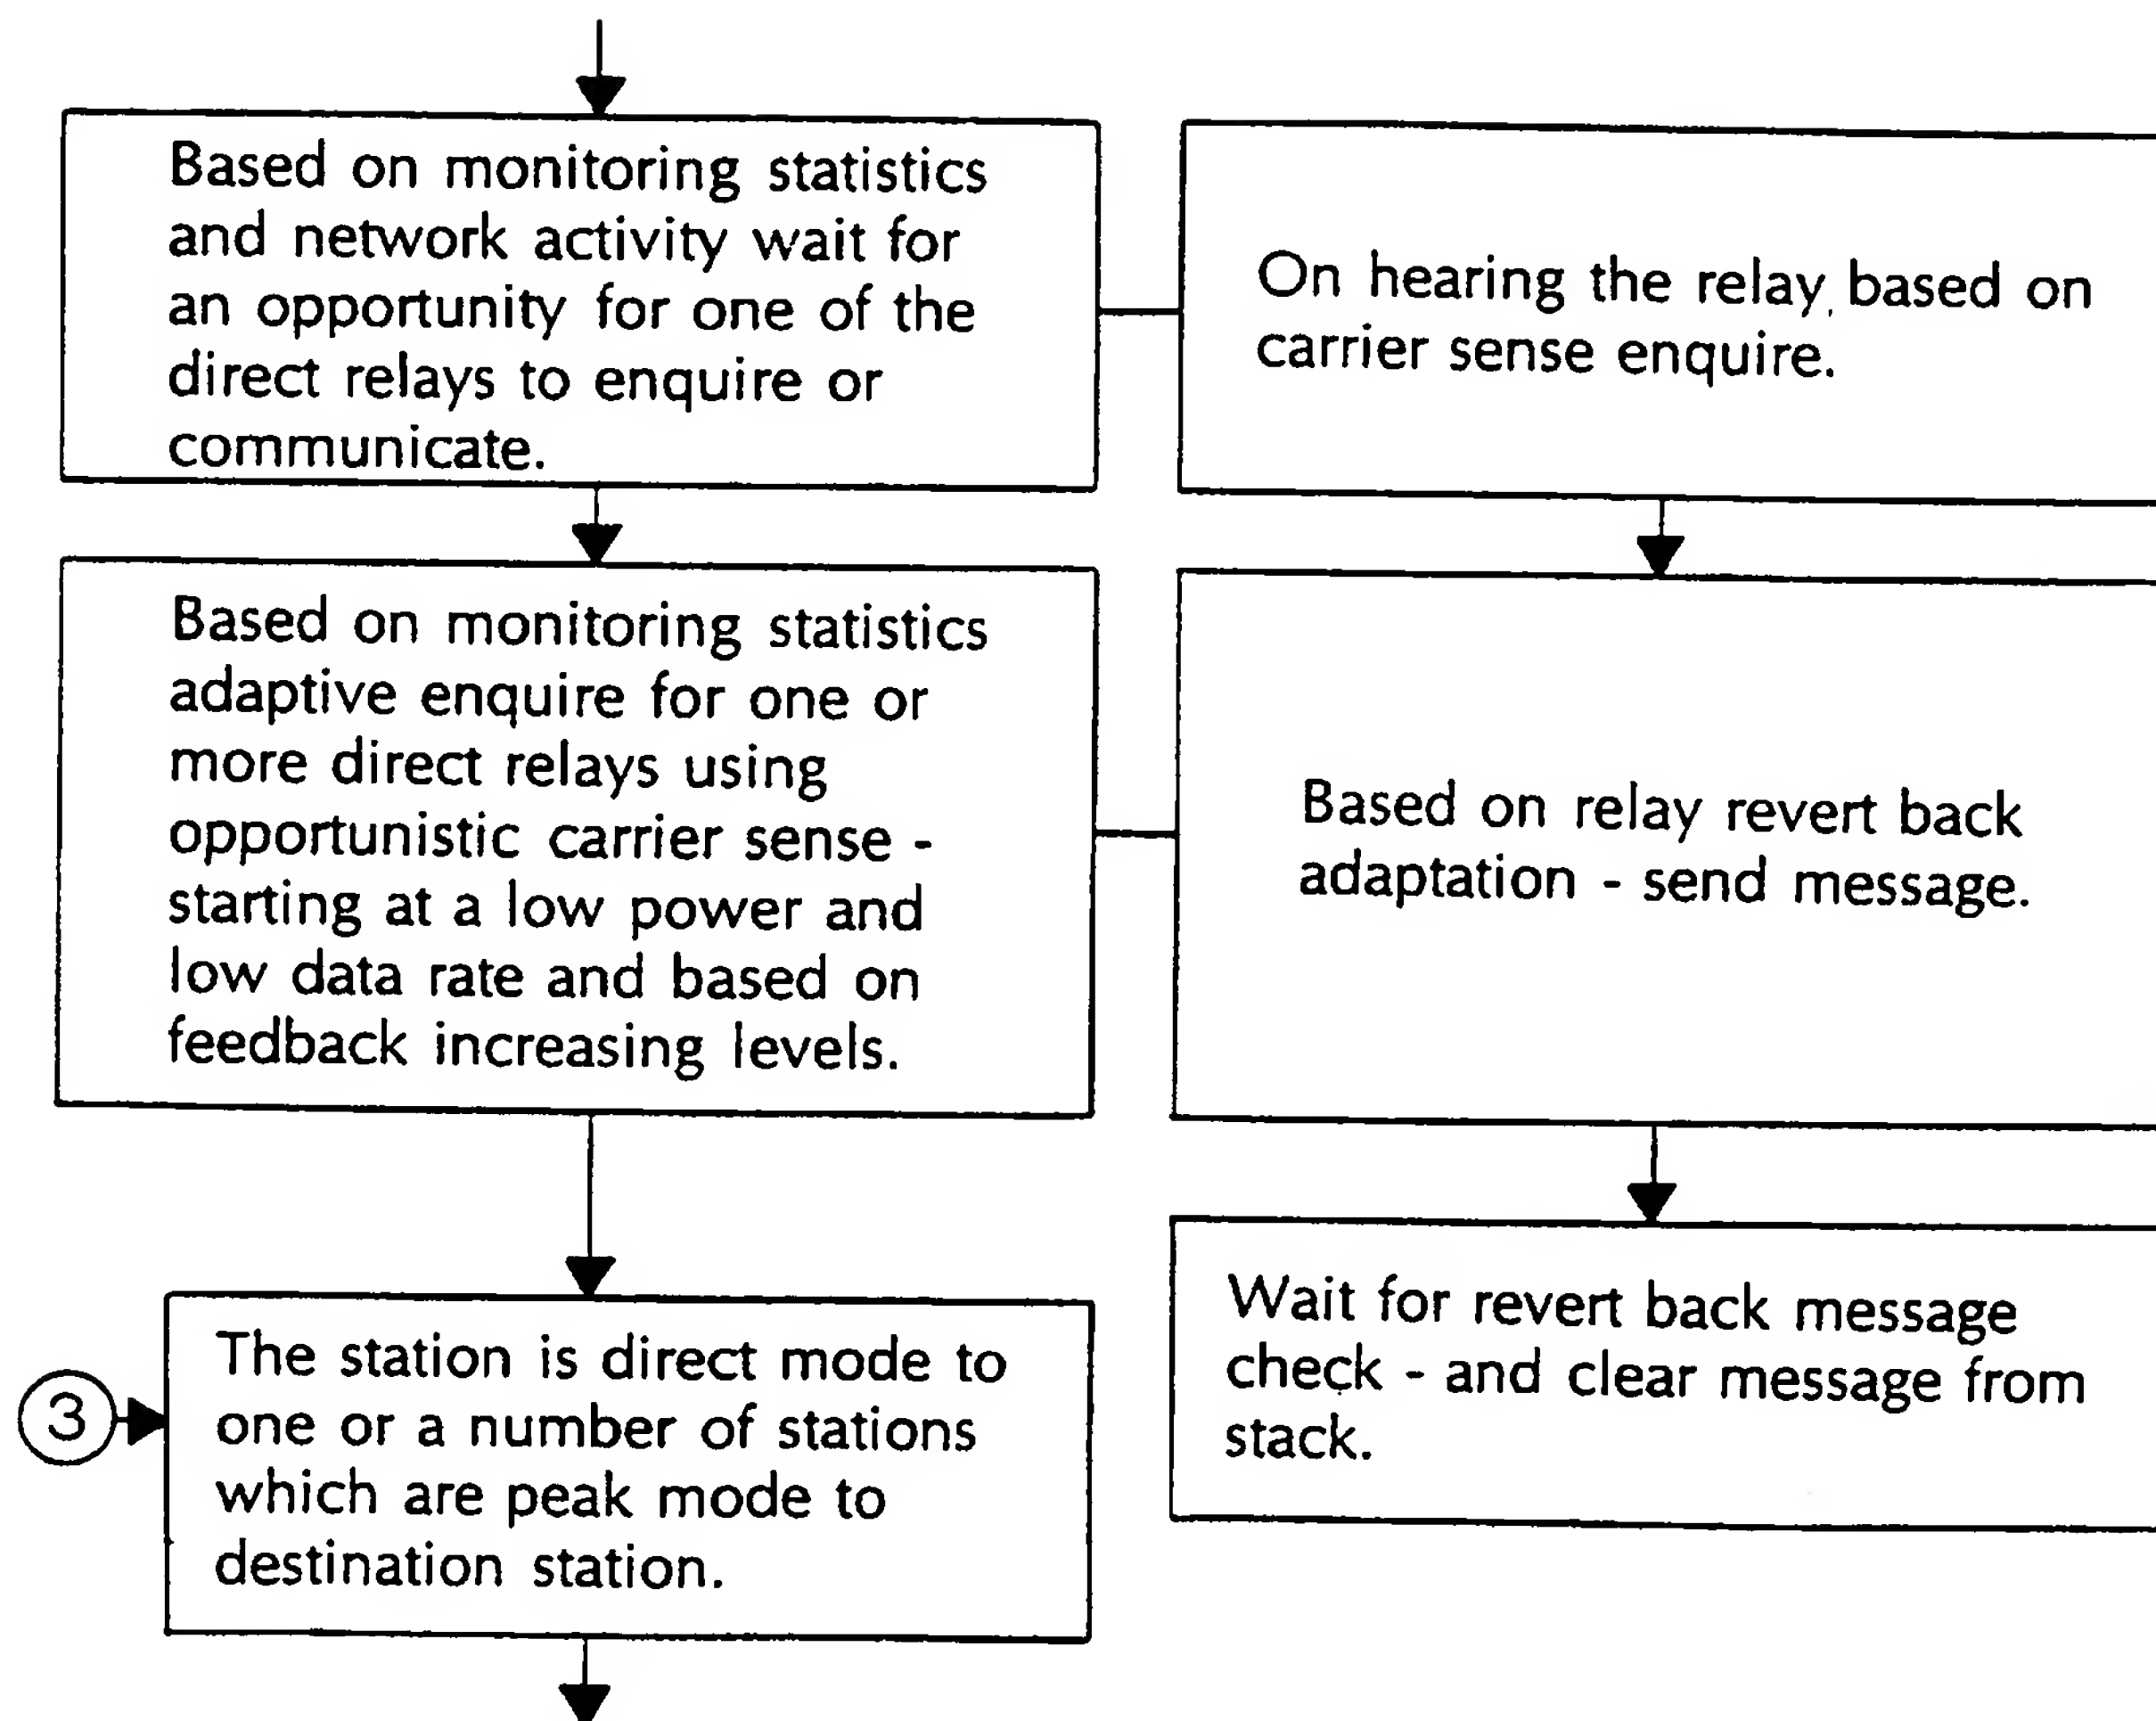 Based on monitoring statistics
and network activity wait for
an opportunity for one of the
direct relays to enquire or
communicate.
On hearing the relay, based on
carrier sense enquire.
Based on monitoring statistics
adaptive enquire for one or
more direct relays using
opportunistic carrier sense -
starting at a low power and
low data rate and based on
feedback increasing levels.
Based on relay revert back
adaptation - send message.
Wait for revert back message
check - and clear message from
stack.
3
The station is direct mode to
one or a number of stations
which are peak mode to
destination station.